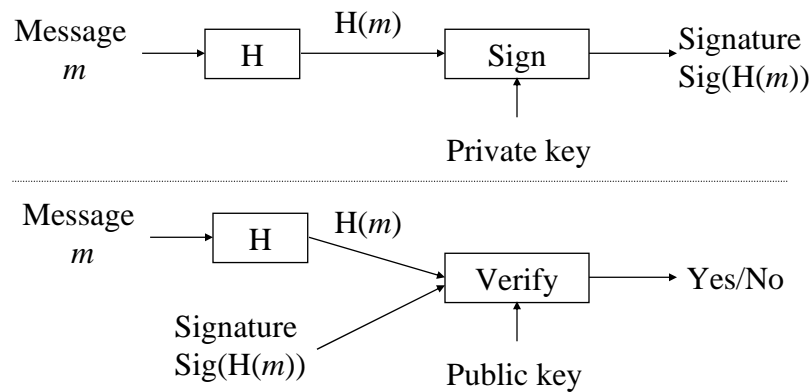 Message
m
H
H(m)
Sign
Signature
Sig(H(m))
Private key
Message
m
H
H(m)
Verify
Yes/No
Signature
Sig(H(m))
Public key